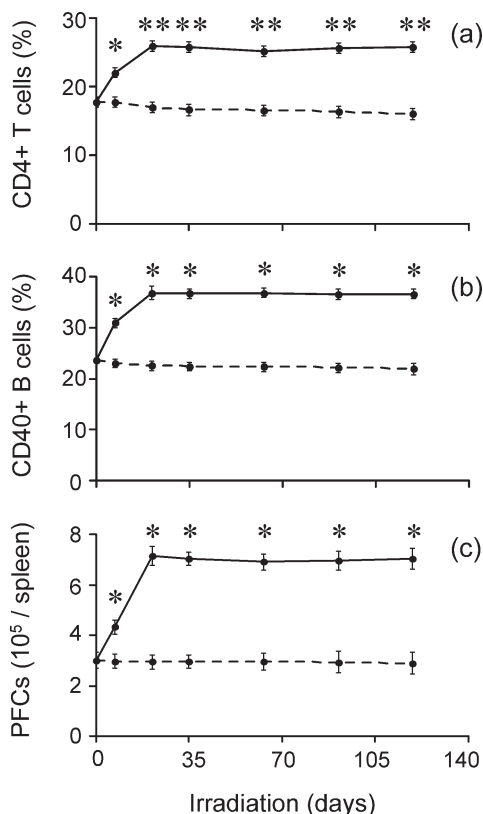 30
20
10
0
CD4+ T cells (%)
* ** ** ** ** **
(a)
40
30
20
10
0
CD40+ B cells (%)
* * * * * *
(b)
8
6
4
2
0
PFCs (10⁵ / spleen)
* * * * * *
(c)
0 35 70 105 140
Irradiation (days)